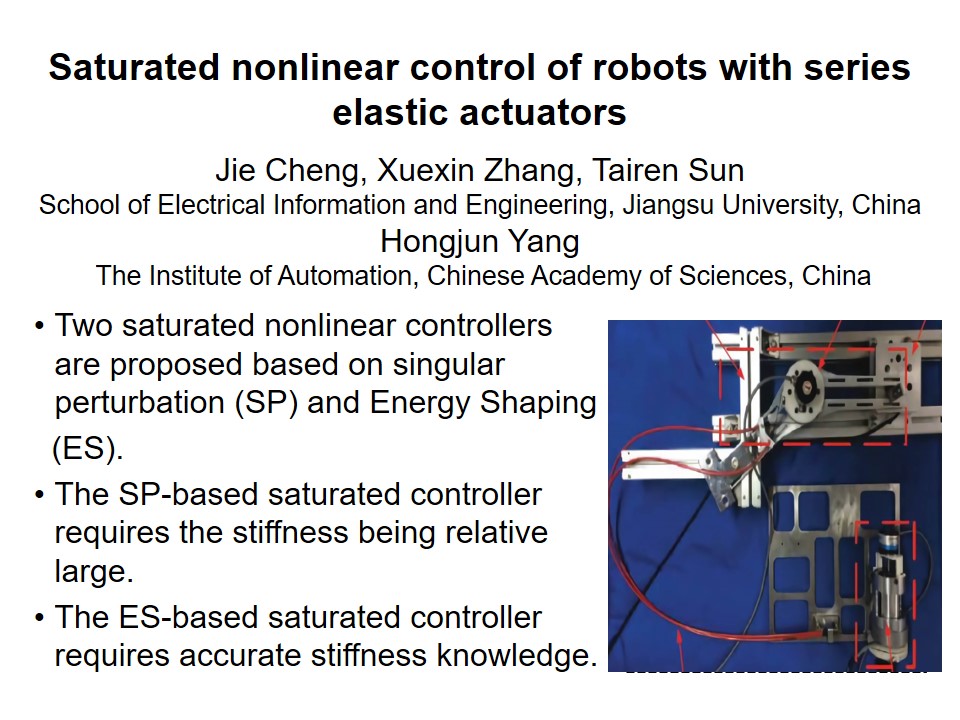 Saturated nonlinear control of robots with series
elastic actuators
Jie Cheng, Xuexin Zhang, Tairen Sun
School of Electrical Information and Engineering, Jiangsu University, China
Hongjun Yang
The Institute of Automation, Chinese Academy of Sciences, China
• Two saturated nonlinear controllers
are proposed based on singular
perturbation (SP) and Energy Shaping
(ES).
• The SP-based saturated controller
requires the stiffness being relative
large.
• The ES-based saturated controller
requires accurate stiffness knowledge.